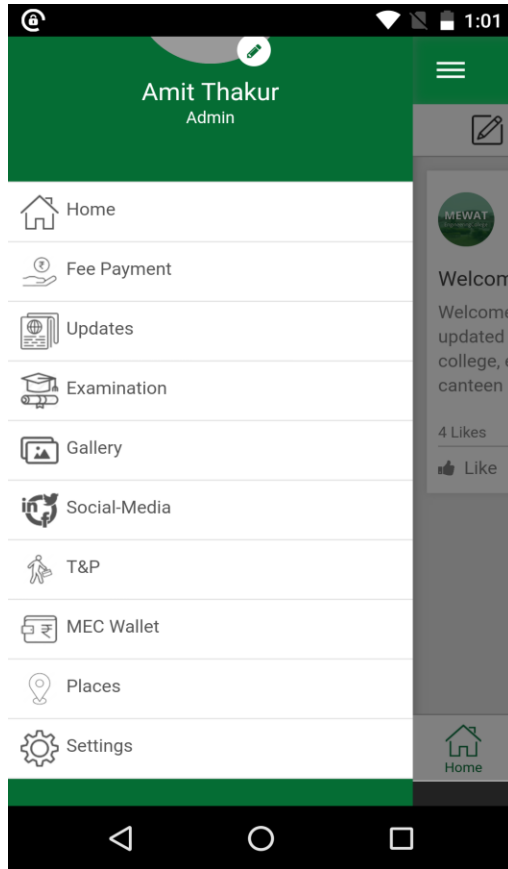 1:01
Amit Thakur
Admin
Home
Fee Payment
Updates
Examination
Gallery
Social-Media
T&P
MEC Wallet
Places
Settings
MEWAT
Welcom
Welcome
updated
college, e
canteen
4 Likes
Like
Home